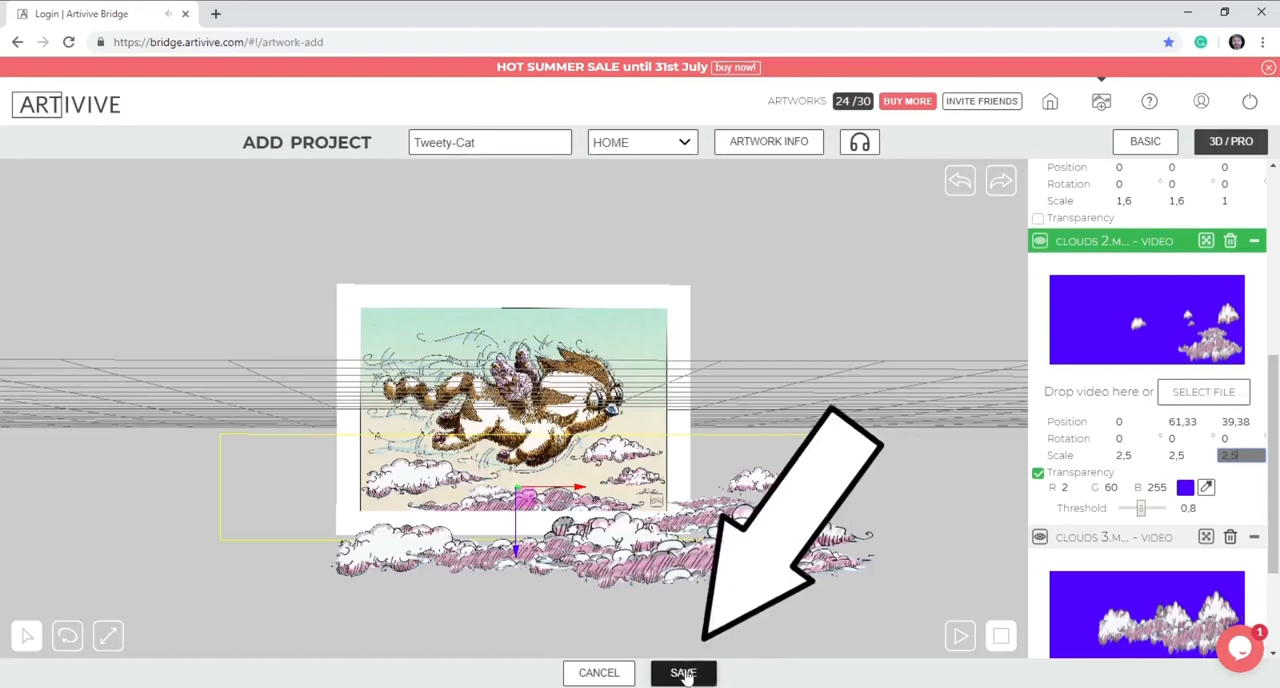 Login | Artivive Bridge
https://bridge.artivive.com/#!/artwork-add
HOT SUMMER SALE until 31st July buy now!
ARTIVIVE
ARTWORKS 24/30 BUY MORE INVITE FRIENDS
ADD PROJECT Tweety-Cat HOME ARTWORK INFO BASIC 3D / PRO
Position 0 0 0
Rotation 0 ° 0 ° 0 °
Scale 1,6 1,6 1
Transparency
CLOUDS 2.M... - VIDEO
Drop video here or SELECT FILE
Position 0 61,33 39,38
Rotation 0 ° 0 ° 0 °
Scale 2,5 2,5 2,5
Transparency
R 2 G 60 B 255
Threshold 0,8
CLOUDS 3.M... - VIDEO
1
CANCEL SAVE